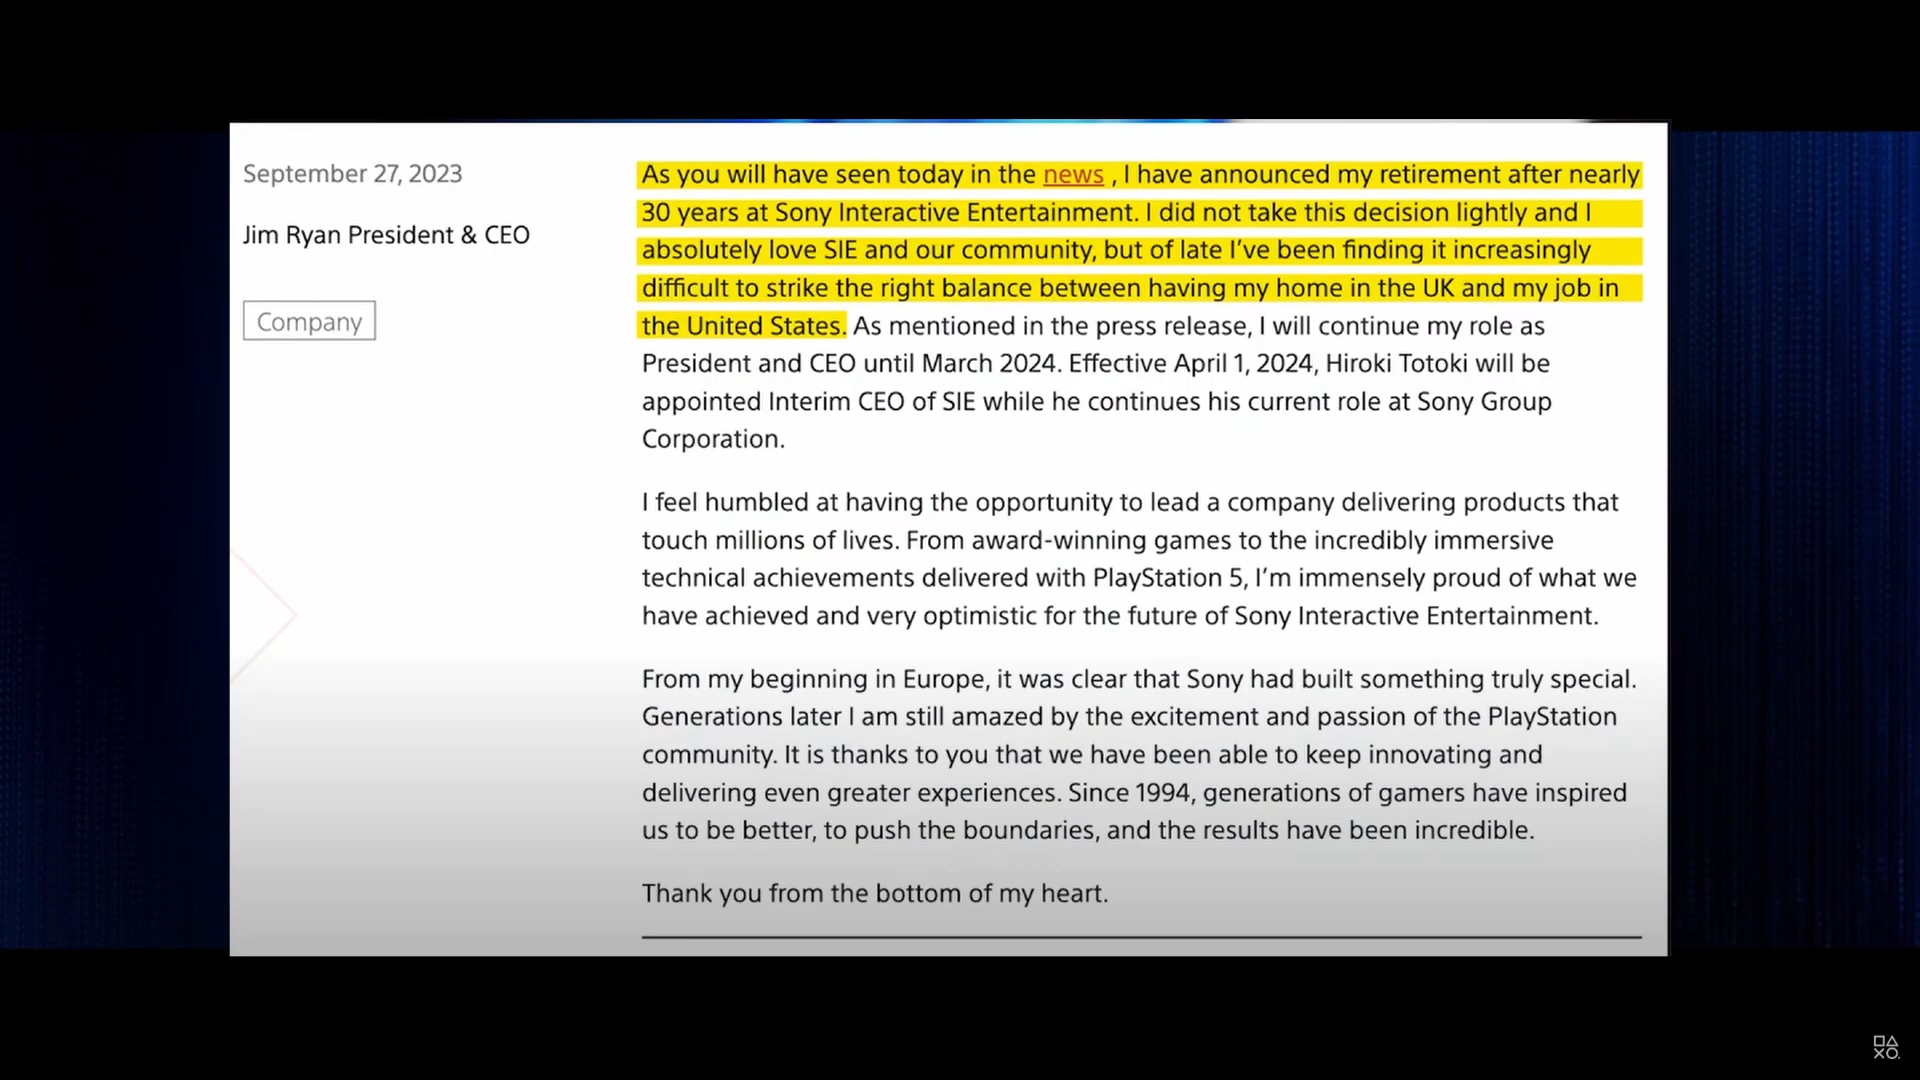 September 27, 2023
Jim Ryan President & CEO
Company
As you will have seen today in the news , I have announced my retirement after nearly
30 years at Sony Interactive Entertainment. I did not take this decision lightly and I
absolutely love SIE and our community, but of late I’ve been finding it increasingly
difficult to strike the right balance between having my home in the UK and my job in
the United States. As mentioned in the press release, I will continue my role as
President and CEO until March 2024. Effective April 1, 2024, Hiroki Totoki will be
appointed Interim CEO of SIE while he continues his current role at Sony Group
Corporation.
I feel humbled at having the opportunity to lead a company delivering products that
touch millions of lives. From award-winning games to the incredibly immersive
technical achievements delivered with PlayStation 5, I’m immensely proud of what we
have achieved and very optimistic for the future of Sony Interactive Entertainment.
From my beginning in Europe, it was clear that Sony had built something truly special.
Generations later I am still amazed by the excitement and passion of the PlayStation
community. It is thanks to you that we have been able to keep innovating and
delivering even greater experiences. Since 1994, generations of gamers have inspired
us to be better, to push the boundaries, and the results have been incredible.
Thank you from the bottom of my heart.